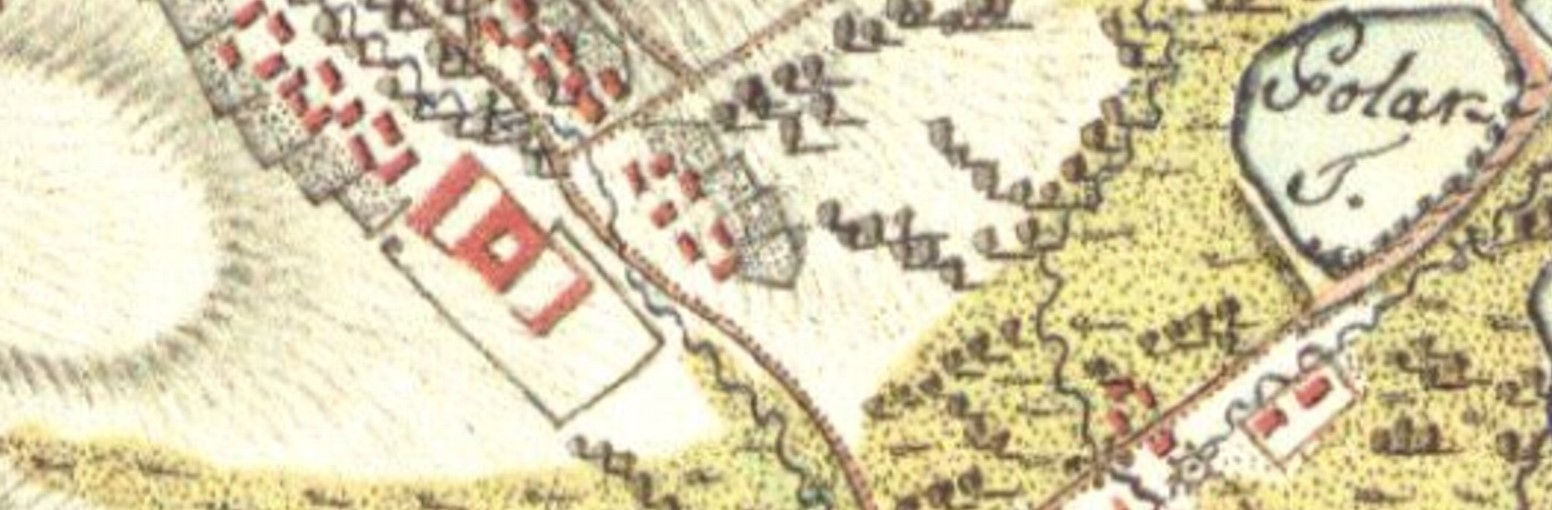 Polar-
T.